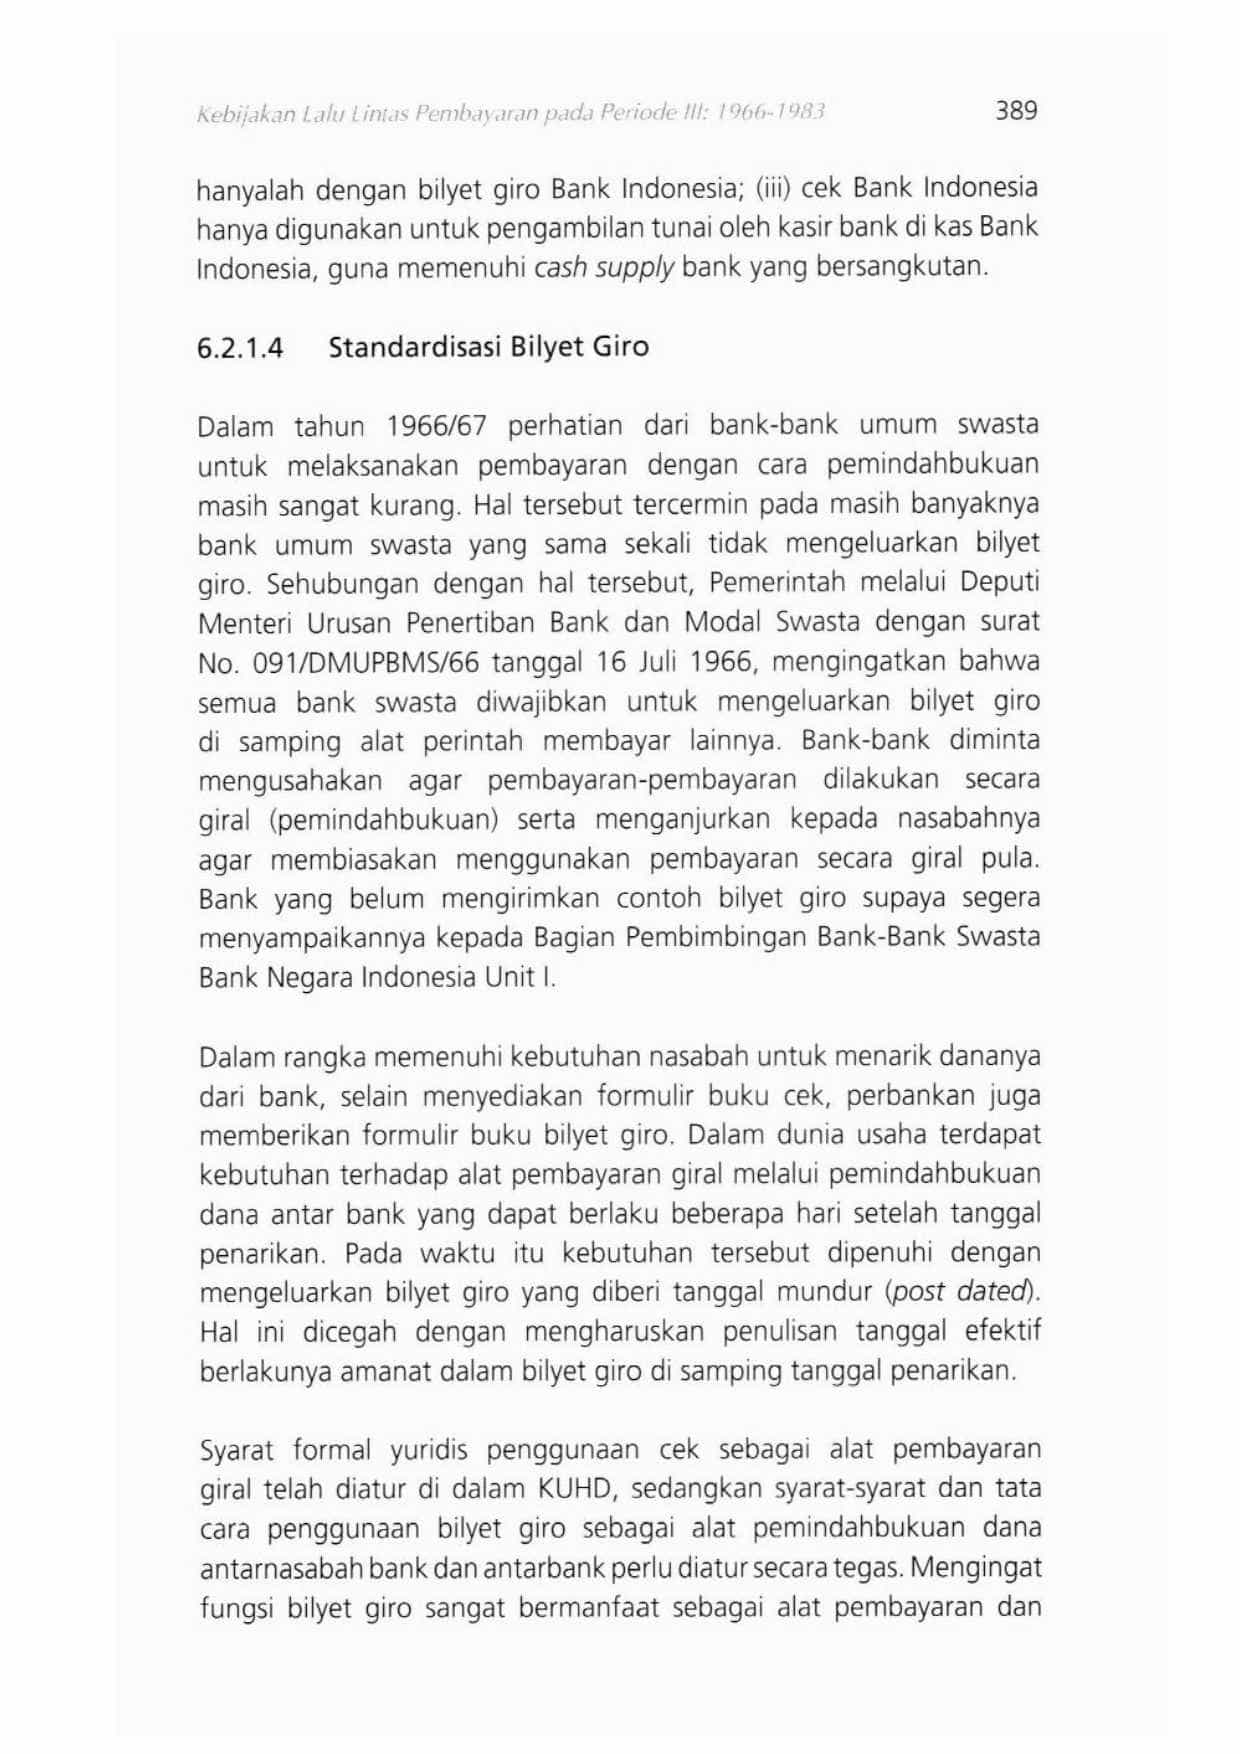 Kebijakan Lalu Lintas Pembayaran pada Periode III: 1966-1983 389
hanyalah dengan bilyet giro Bank Indonesia; (iii) cek Bank Indonesia
hanya digunakan untuk pengambilan tunai oleh kasir bank di kas Bank
Indonesia, guna memenuhi cash supply bank yang bersangkutan.
6.2.1.4 Standardisasi Bilyet Giro
Dalam tahun 1966/67 perhatian dari bank-bank umum swasta
untuk melaksanakan pembayaran dengan cara pemindahbukuan
masih sangat kurang. Hal tersebut tercermin pada masih banyaknya
bank umum swasta yang sama sekali tidak mengeluarkan bilyet
giro. Sehubungan dengan hal tersebut, Pemerintah melalui Deputi
Menteri Urusan Penertiban Bank dan Modal Swasta dengan surat
No. 091/DMUPBMS/66 tanggal 16 Juli 1966, mengingatkan bahwa
semua bank swasta diwajibkan untuk mengeluarkan bilyet giro
di samping alat perintah membayar lainnya. Bank-bank diminta
mengusahakan agar pembayaran-pembayaran dilakukan secara
giral (pemindahbukuan) serta menganjurkan kepada nasabahnya
agar membiasakan menggunakan pembayaran secara giral pula.
Bank yang belum mengirimkan contoh bilyet giro supaya segera
menyampaikannya kepada Bagian Pembimbingan Bank-Bank Swasta
Bank Negara Indonesia Unit I.
Dalam rangka memenuhi kebutuhan nasabah untuk menarik dananya
dari bank, selain menyediakan formulir buku cek, perbankan juga
memberikan formulir buku bilyet giro. Dalam dunia usaha terdapat
kebutuhan terhadap alat pembayaran giral melalui pemindahbukuan
dana antar bank yang dapat berlaku beberapa hari setelah tanggal
penarikan. Pada waktu itu kebutuhan tersebut dipenuhi dengan
mengeluarkan bilyet giro yang diberi tanggal mundur (post dated).
Hal ini dicegah dengan mengharuskan penulisan tanggal efektif
berlakunya amanat dalam bilyet giro di samping tanggal penarikan.
Syarat formal yuridis penggunaan cek sebagai alat pembayaran
giral telah diatur di dalam KUHD, sedangkan syarat-syarat dan tata
cara penggunaan bilyet giro sebagai alat pemindahbukuan dana
antarnasabah bank dan antarbank perlu diatur secara tegas. Mengingat
fungsi bilyet giro sangat bermanfaat sebagai alat pembayaran dan